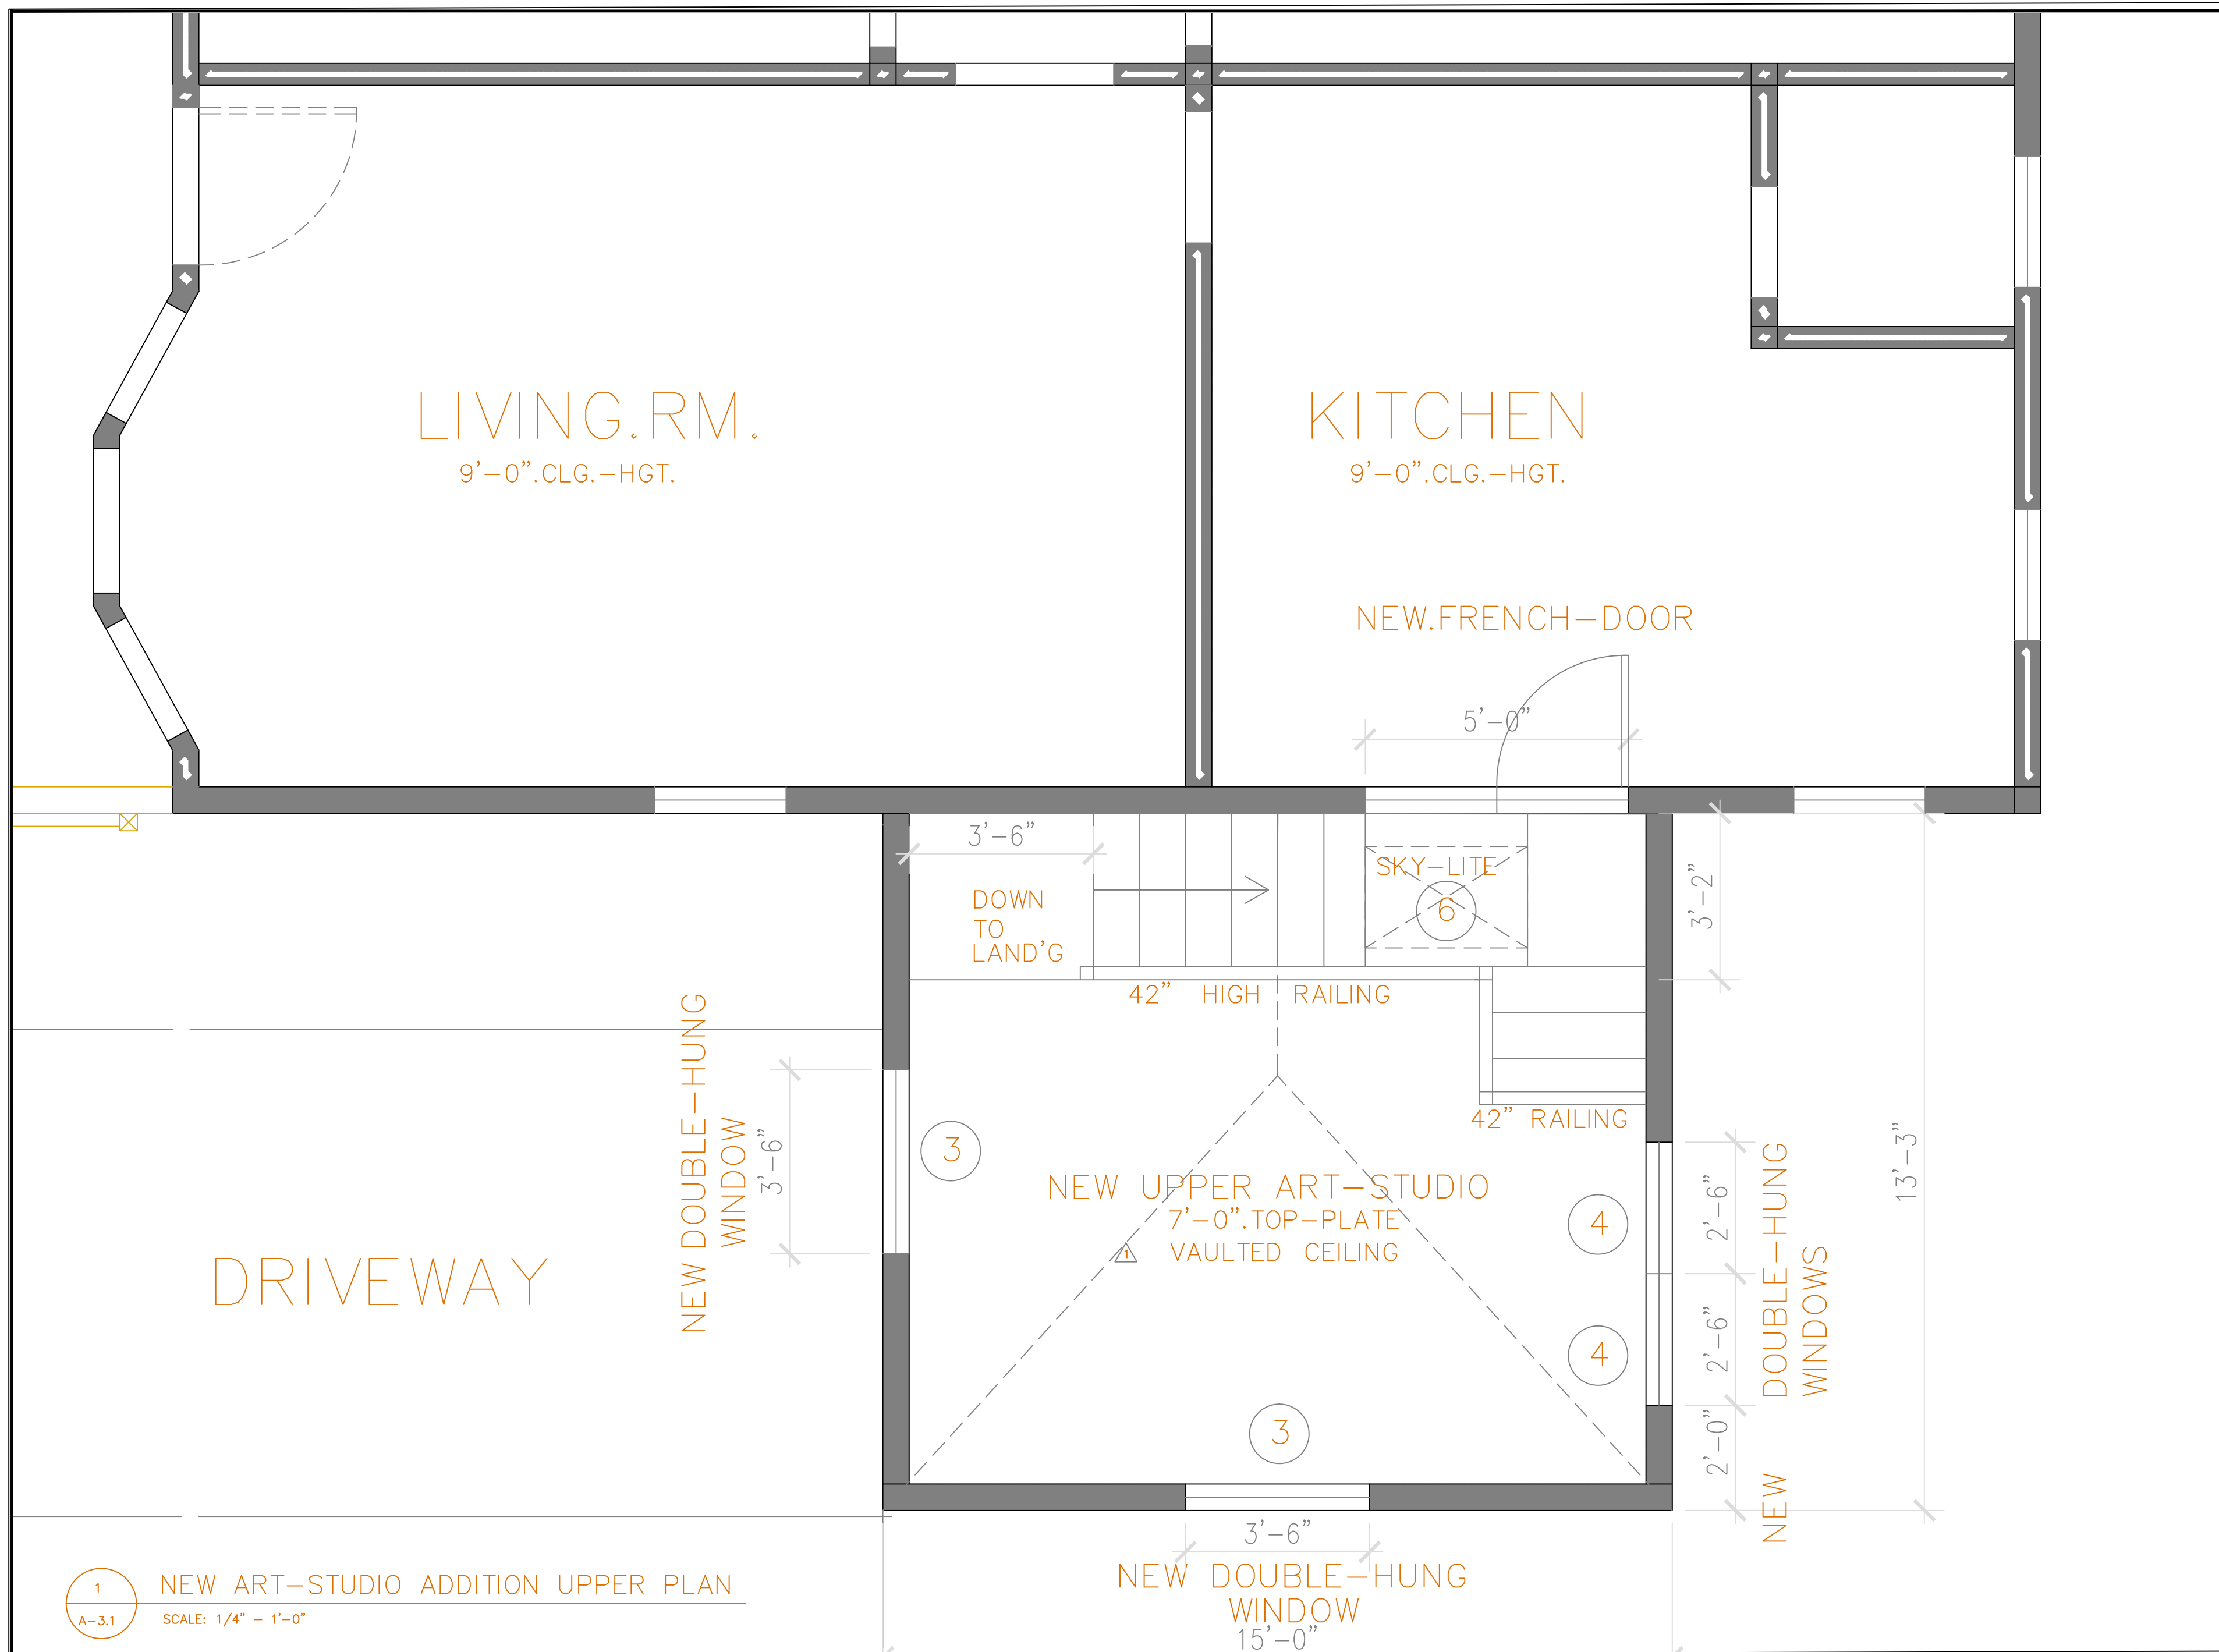 LIVING.RM.
9'-0".CLG.-HGT.
KITCHEN
9'-0".CLG.-HGT.
NEW.FRENCH-DOOR
5'-0"
3'-6"
DOWN
TO
LAND'G
SKY-LITE
6
3'-2"
42" HIGH RAILING
42" RAILING
NEW DOUBLE-HUNG
WINDOW
3'-6"
3
NEW UPPER ART-STUDIO
7'-0".TOP-PLATE
VAULTED CEILING
1
4
4
3
2'-6"
2'-6"
2'-0"
NEW DOUBLE-HUNG
WINDOWS
13'-3"
DRIVEWAY
3'-6"
NEW DOUBLE-HUNG
WINDOW
15'-0"
1
A-3.1
NEW ART-STUDIO ADDITION UPPER PLAN
SCALE: 1/4" - 1'-0"